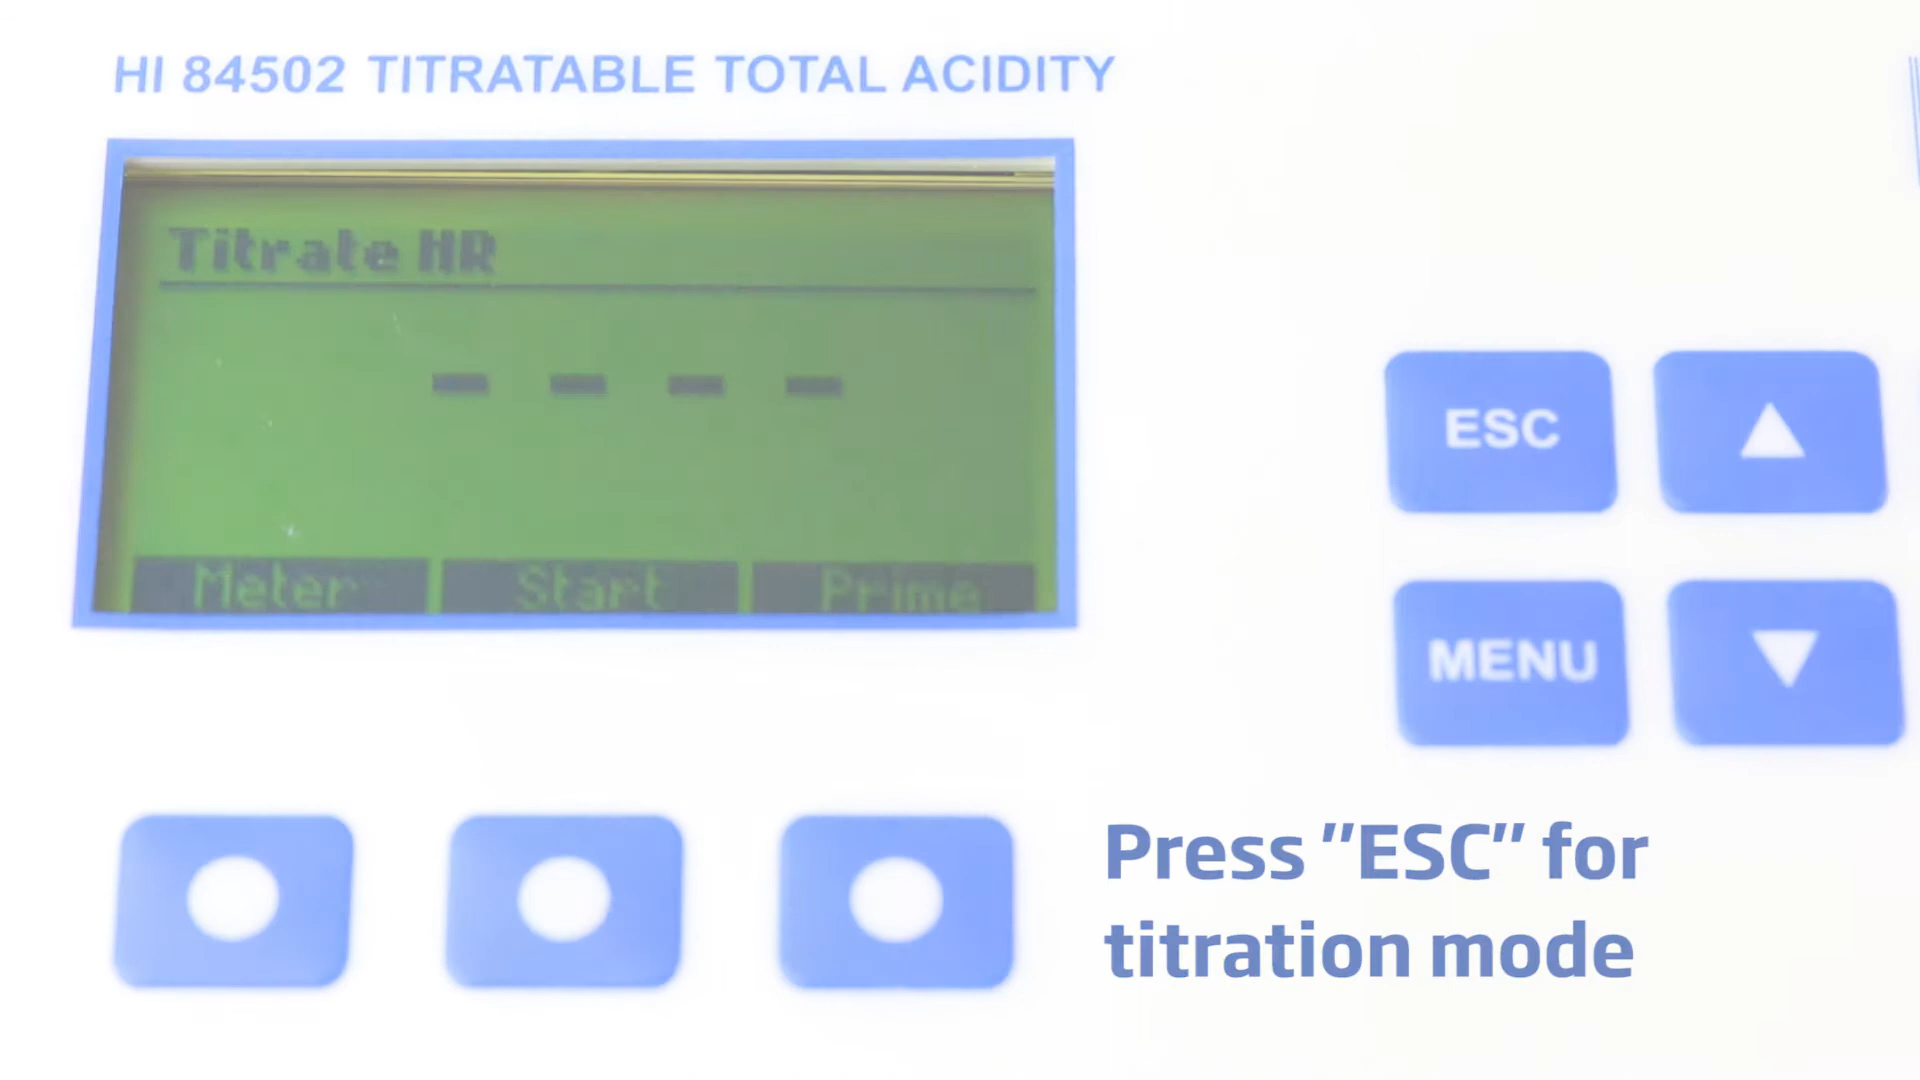 HI 84502 TITRATABLE TOTAL ACIDITY
Titrate HR
- - - -
Meter Start Prime
ESC
MENU
Press "ESC" for
titration mode